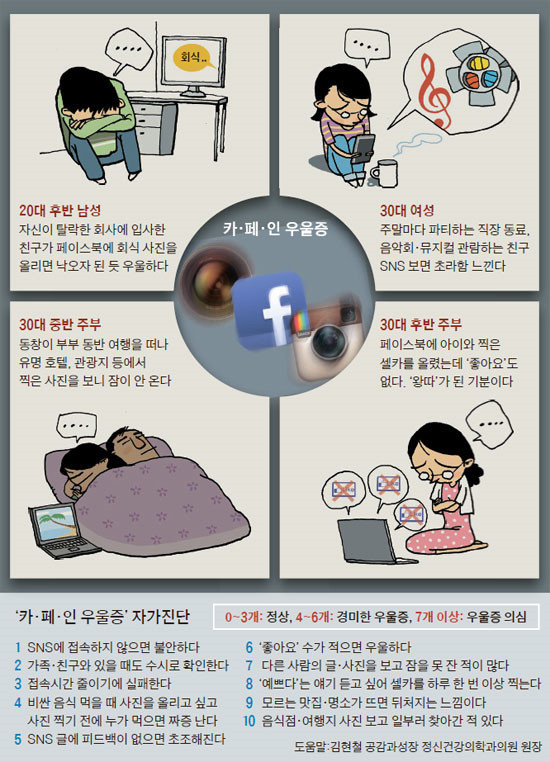 ....
회식..
20대 후반 남성
자신이 탈락한 회사에 입사한
친구가 페이스북에 회식 사진을
올리면 낙오자 된 듯 우울하다
....
30대 여성
주말마다 파티하는 직장 동료,
음악회·뮤지컬 관람하는 친구
SNS 보면 초라함 느낀다
카·페·인 우울증
f
30대 중반 주부
동창이 부부 동반 여행을 떠나
유명 호텔, 관광지 등에서
찍은 사진을 보니 잠이 안 온다
....
30대 후반 주부
페이스북에 아이와 찍은
셀카를 올렸는데 ‘좋아요’도
없다. ‘왕따’가 된 기분이다
....
‘카·페·인 우울증’ 자가진단
0~3개: 정상, 4~6개: 경미한 우울증, 7개 이상: 우울증 의심
1 SNS에 접속하지 않으면 불안하다
2 가족·친구와 있을 때도 수시로 확인한다
3 접속시간 줄이기에 실패한다
4 비싼 음식 먹을 때 사진을 올리고 싶고
사진 찍기 전에 누가 먹으면 짜증 난다
5 SNS 글에 피드백이 없으면 초조해진다
6 ‘좋아요’ 수가 적으면 우울하다
7 다른 사람의 글·사진을 보고 잠을 못 잔 적이 많다
8 ‘예쁘다’는 얘기 듣고 싶어 셀카를 하루 한 번 이상 찍는다
9 모르는 맛집·명소가 뜨면 뒤처지는 느낌이다
10 음식점·여행지 사진 보고 일부러 찾아간 적 있다
도움말:김현철 공감과성장 정신건강의학과의원 원장